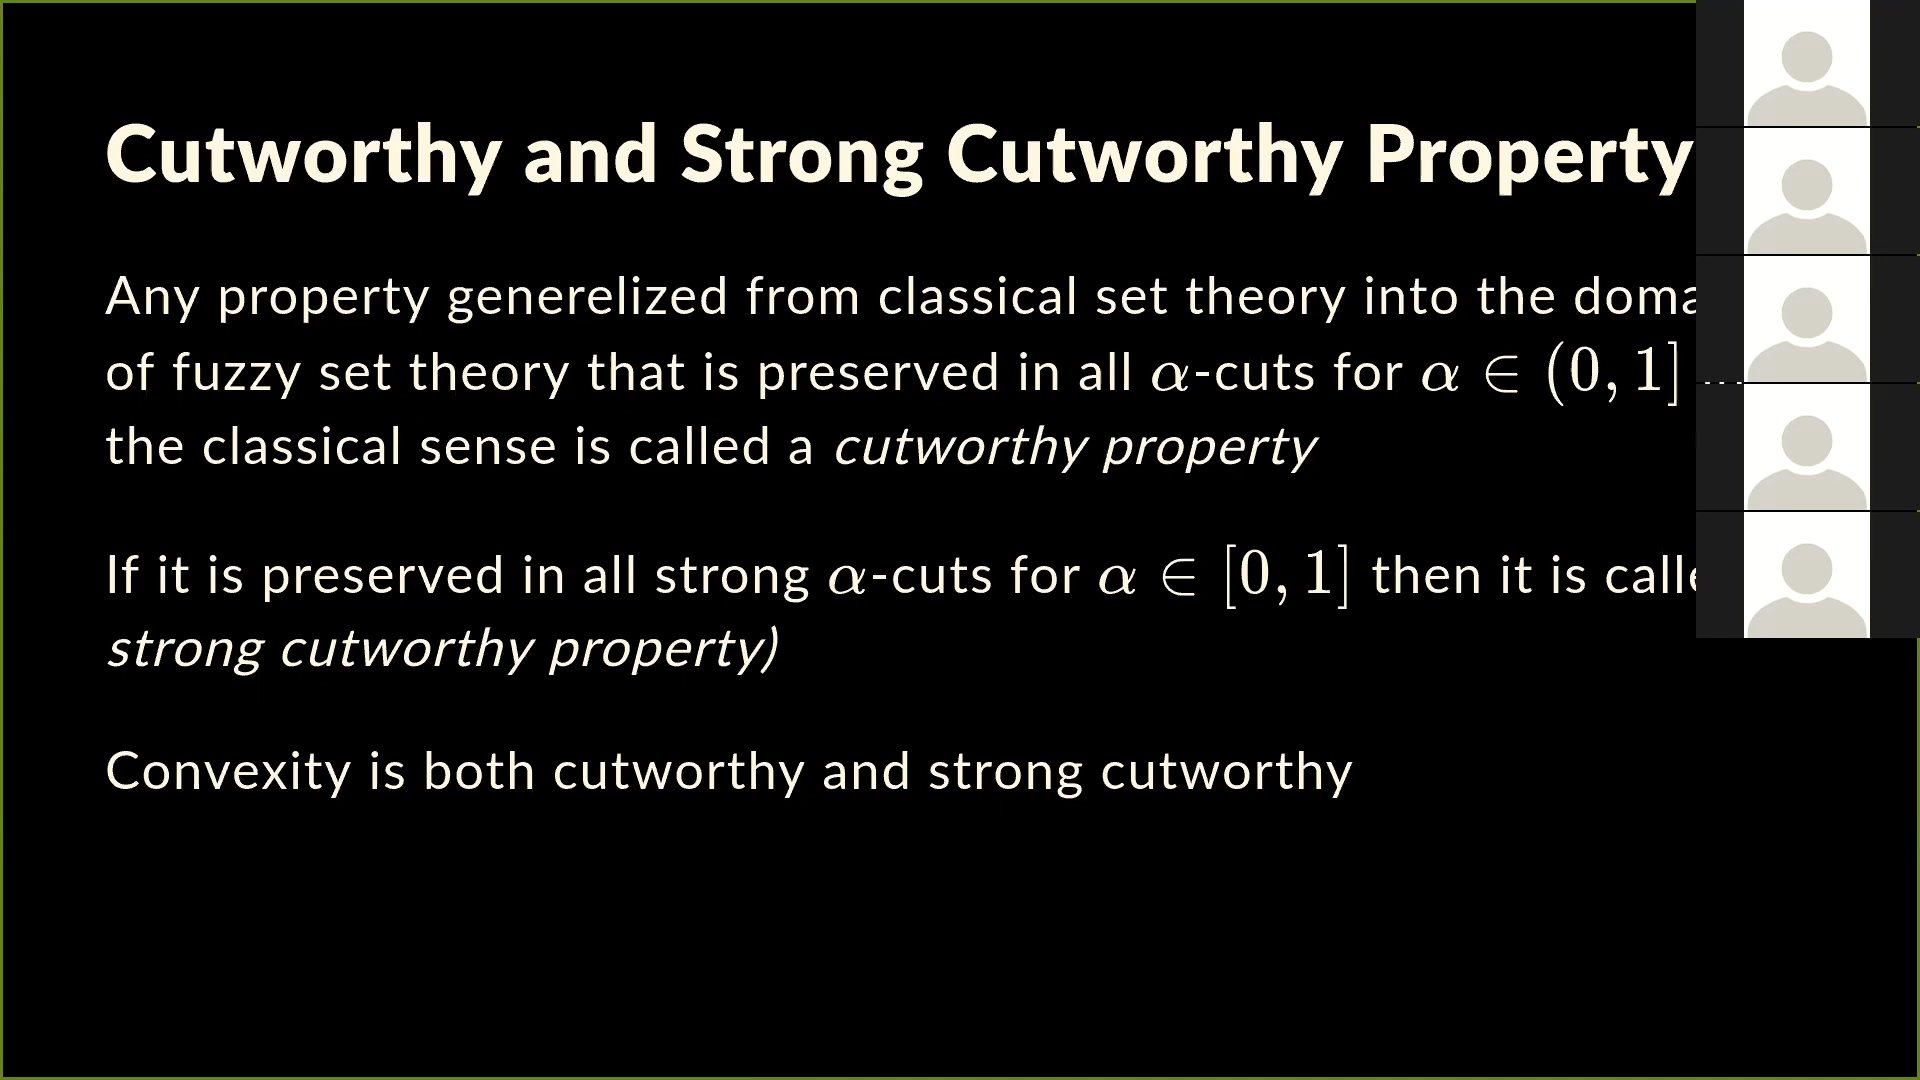 Cutworthy and Strong Cutworthy Property
Any property generelized from classical set theory into the
of fuzzy set theory that is preserved in all α-cuts for α ∈ (0, 1]
the classical sense is called a cutworthy property
If it is preserved in all strong α-cuts for α ∈ [0, 1] then it is
strong cutworthy property)
Convexity is both cutworthy and strong cutworthy